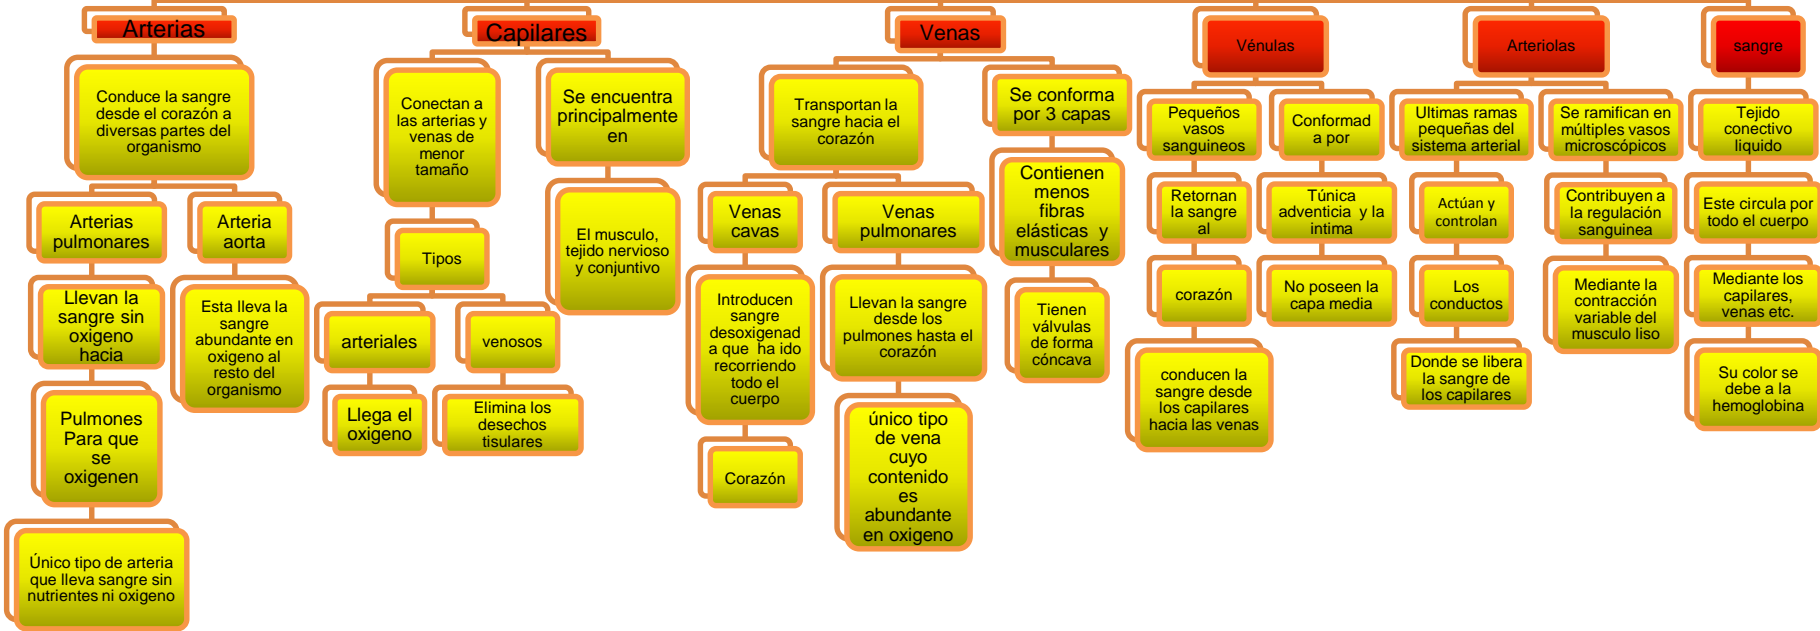 Arterias
Conduce la sangre
desde el corazón a
diversas partes del
organismo
Arterias
pulmonares
Llevan la
sangre sin
oxigeno
hacia
Pulmones
Para que
se
oxigenen
Único tipo de arteria
que lleva sangre sin
nutrientes ni oxigeno
Arteria
aorta
Esta lleva la
sangre
abundante en
oxigeno al
resto del
organismo
Capilares
Conectan a
las arterias y
venas de
menor
tamaño
Tipos
arteriales
Llega el
oxigeno
venosos
Elimina los
desechos
tisulares
Se encuentra
principalmente
en
El musculo,
tejido nervioso
y conjuntivo
Venas
Transportan la
sangre hacia el
corazón
Venas
cavas
Introducen
sangre
desoxigenad
a que ha ido
recorriendo
todo el
cuerpo
Corazón
Venas
pulmonares
Llevan la sangre
desde los
pulmones hasta el
corazón
único tipo
de vena
cuyo
contenido
es
abundante
en oxigeno
Se conforma
por 3 capas
Contienen
menos
fibras
elásticas y
musculares
Tienen
válvulas
de forma
cóncava
Vénulas
Pequeños
vasos
sanguineos
Retornan
la sangre
al
corazón
conducen la
sangre desde
los capilares
hacia las venas
Conformad
a por
Túnica
adventicia y la
intima
No poseen la
capa media
Arteriolas
Ultimas ramas
pequeñas del
sistema arterial
Actúan y
controlan
Los
conductos
Donde se libera
la sangre de
los capilares
Se ramifican en
múltiples vasos
microscópicos
Contribuyen a
la regulación
sanguinea
Mediante la
contracción
variable del
musculo liso
sangre
Tejido
conectivo
liquido
Este circula por
todo el cuerpo
Mediante los
capilares,
venas etc.
Su color se
debe a la
hemoglobina